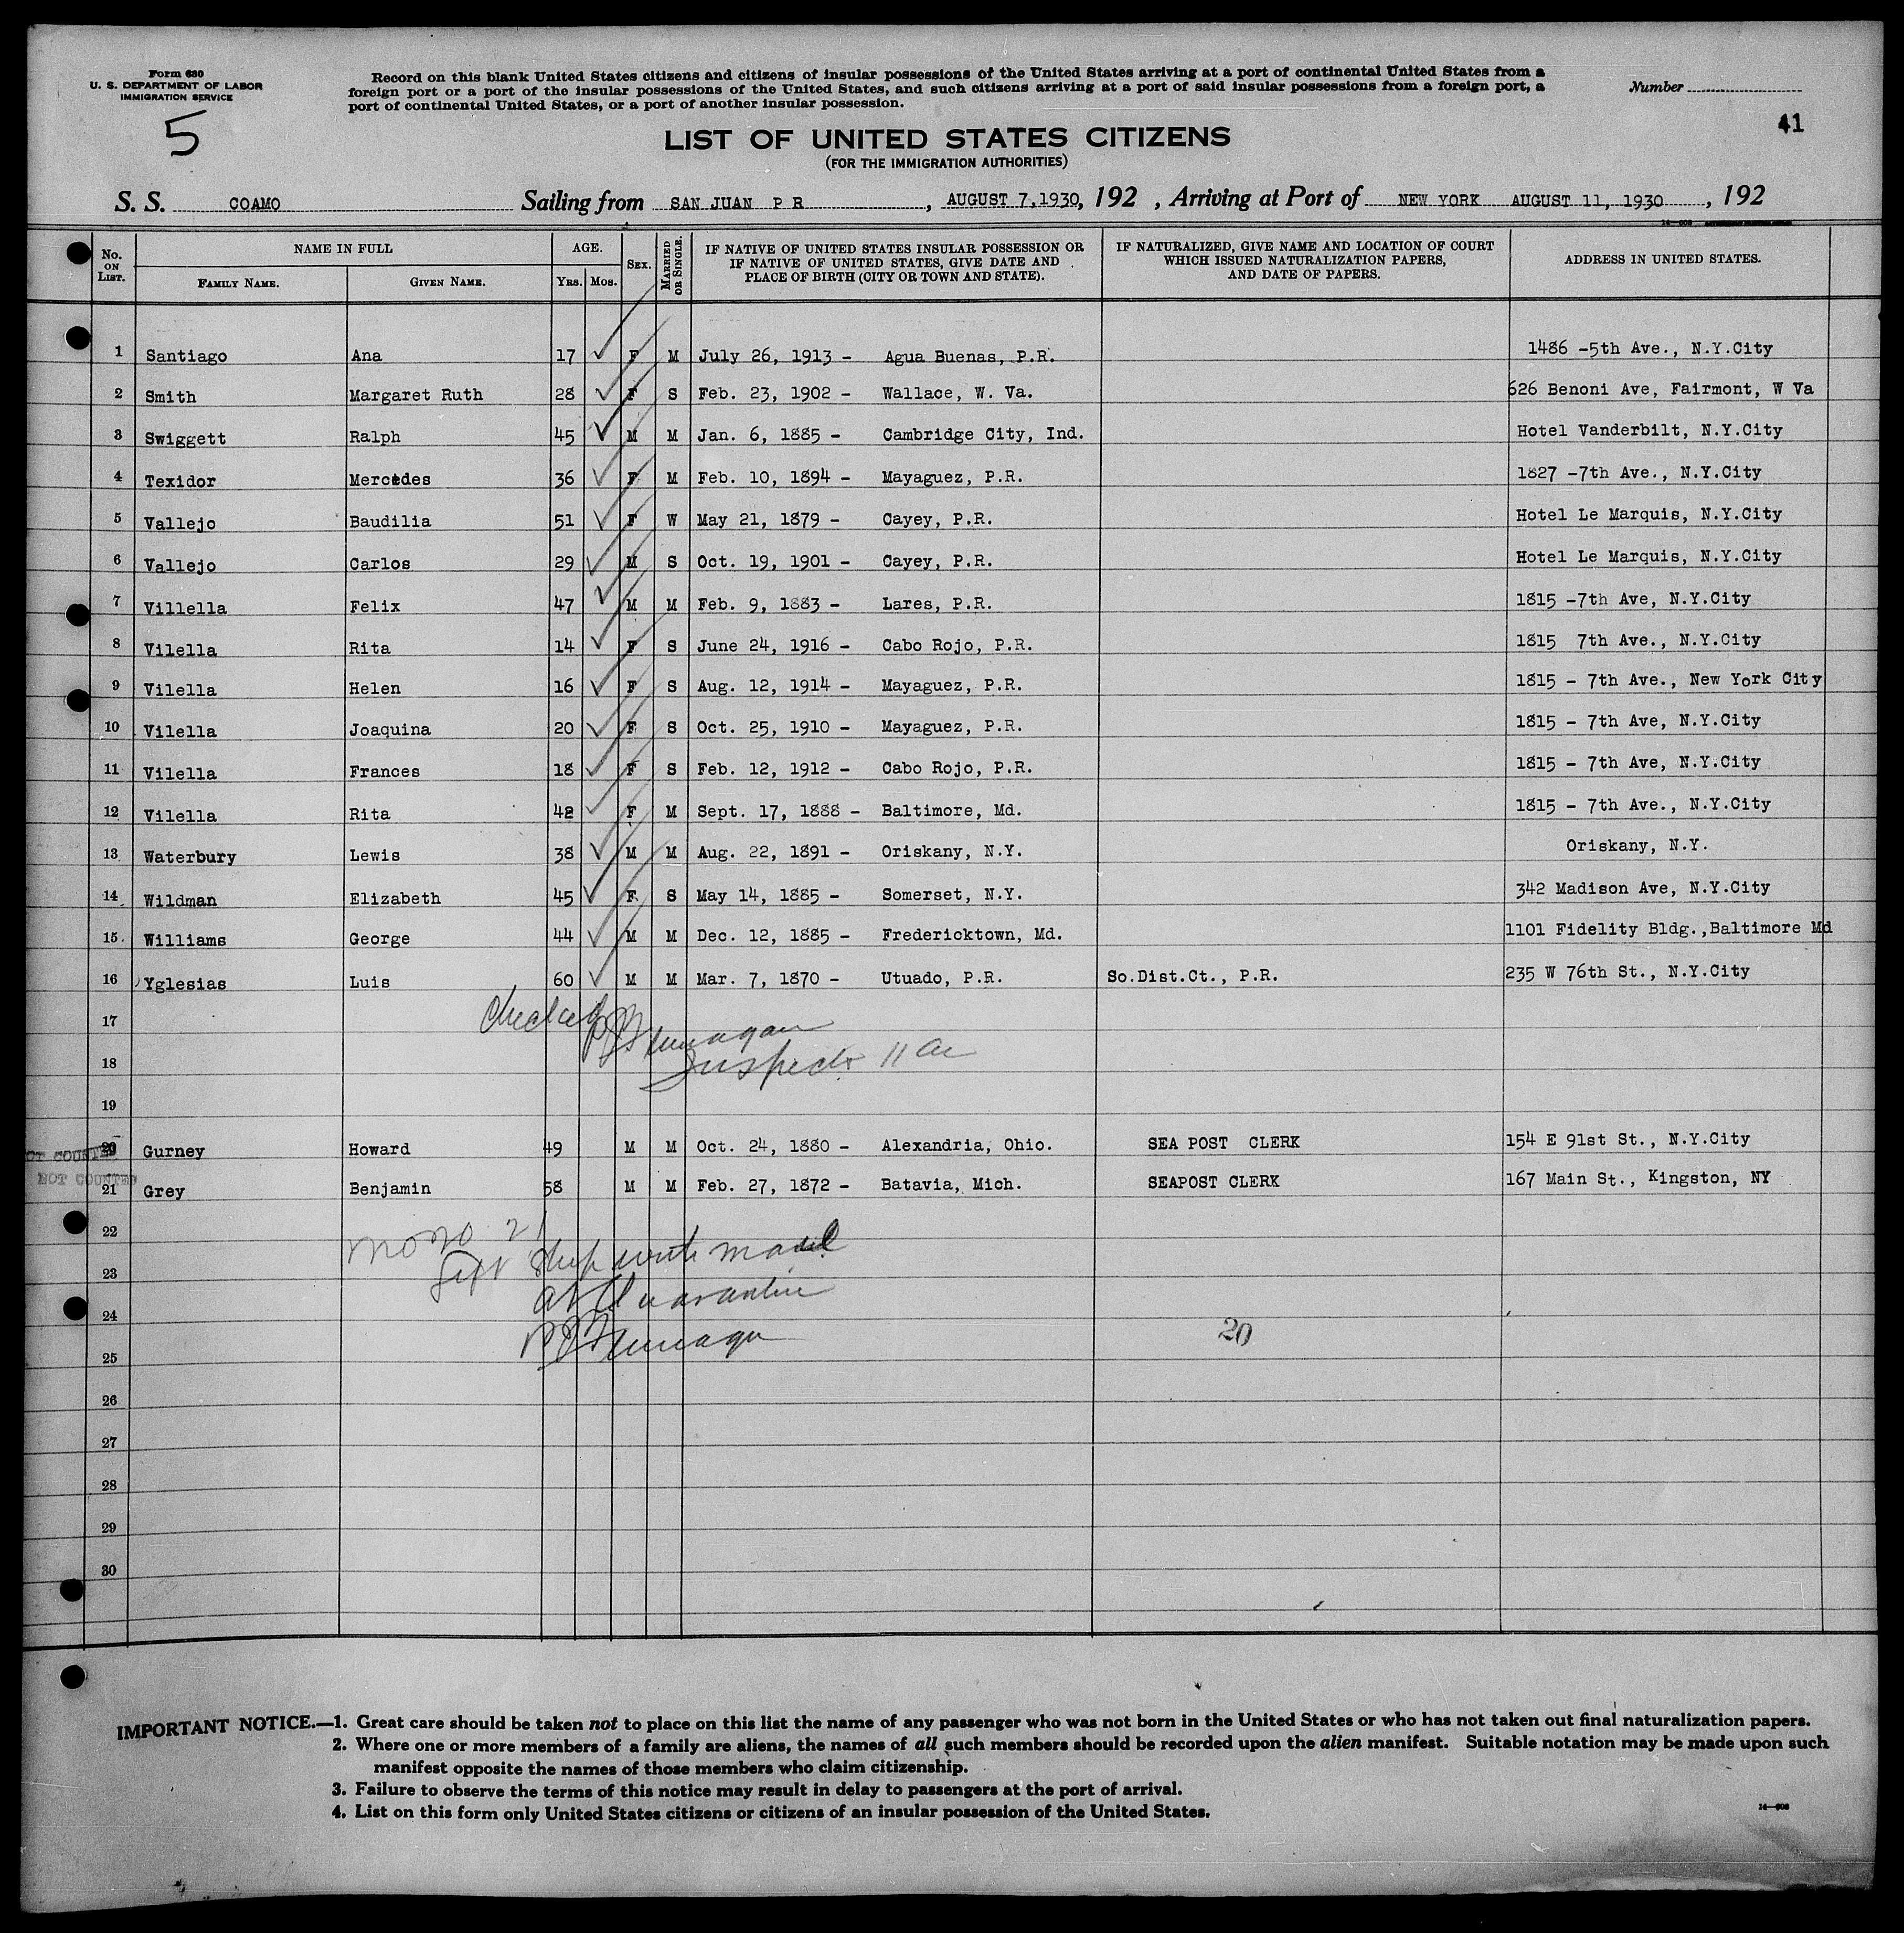 Form 630
U. S. DEPARTMENT OF LABOR
IMMIGRATION SERVICE
Record on this blank United States citizens and citizens of insular possessions of the United States arriving at a port of continental United States from a
foreign port or a port of the insular possessions of the United States, and such citizens arriving at a port of said insular possessions from a foreign port, a
port of continental United States, or a port of another insular possession.
Number
5
41
LIST OF UNITED STATES CITIZENS
(FOR THE IMMIGRATION AUTHORITIES)
S. S. COAMO Sailing from SAN JUAN P R , AUGUST 7,1930, 192 , Arriving at Port of NEW YORK AUGUST 11, 1930 , 192
No. ON LIST. NAME IN FULL FAMILY NAME. GIVEN NAME. AGE. YRS. MOS. SEX. MARRIED OR SINGLE. IF NATIVE OF UNITED STATES INSULAR POSSESSION OR IF NATIVE OF UNITED STATES, GIVE DATE AND PLACE OF BIRTH (CITY OR TOWN AND STATE). IF NATURALIZED, GIVE NAME AND LOCATION OF COURT WHICH ISSUED NATURALIZATION PAPERS, AND DATE OF PAPERS. ADDRESS IN UNITED STATES.
1 Santiago Ana 17 F M July 26, 1913 - Agua Buenas, P.R. 1486 -5th Ave., N.Y.City
2 Smith Margaret Ruth 28 F S Feb. 23, 1902 - Wallace, W. Va. 626 Benoni Ave, Fairmont, W Va
3 Swiggett Ralph 45 M M Jan. 6, 1885 - Cambridge City, Ind. Hotel Vanderbilt, N.Y.City
4 Texidor Mercedes 36 F M Feb. 10, 1894 - Mayaguez, P.R. 1827 -7th Ave., N.Y.City
5 Vallejo Baudilia 51 F W May 21, 1879 - Cayey, P.R. Hotel Le Marquis, N.Y.City
6 Vallejo Carlos 29 M S Oct. 19, 1901 - Cayey, P.R. Hotel Le Marquis, N.Y.City
7 Villella Felix 47 M M Feb. 9, 1883 - Lares, P.R. 1815 -7th Ave, N.Y.City
8 Vilella Rita 14 F S June 24, 1916 - Cabo Rojo, P.R. 1815 7th Ave., N.Y.City
9 Vilella Helen 16 F S Aug. 12, 1914 - Mayaguez, P.R. 1815 - 7th Ave., New York City
10 Vilella Joaquina 20 F S Oct. 25, 1910 - Mayaguez, P.R. 1815 - 7th Ave, N.Y.City
11 Vilella Frances 18 F S Feb. 12, 1912 - Cabo Rojo, P.R. 1815 - 7th Ave, N.Y.City
12 Vilella Rita 42 F M Sept. 17, 1888 - Baltimore, Md. 1815 - 7th Ave., N.Y.City
13 Waterbury Lewis 38 M M Aug. 22, 1891 - Oriskany, N.Y. Oriskany, N.Y.
14 Wildman Elizabeth 45 F S May 14, 1885 - Somerset, N.Y. 342 Madison Ave, N.Y.City
15 Williams George 44 M M Dec. 12, 1885 - Fredericktown, Md. 1101 Fidelity Bldg.,Baltimore Md
16 Yglesias Luis 60 M M Mar. 7, 1870 - Utuado, P.R. So.Dist.Ct., P.R. 235 W 76th St., N.Y.City
17
18
19
20 Gurney Howard 49 M M Oct. 24, 1880 - Alexandria, Ohio. SEA POST CLERK 154 E 91st St., N.Y.City
NOT COUNTED
21 Grey Benjamin 58 M M Feb. 27, 1872 - Batavia, Mich. SEAPOST CLERK 167 Main St., Kingston, NY
22
23
at Quarantine
24
20
25
26
27
28
29
30
IMPORTANT NOTICE.—1. Great care should be taken not to place on this list the name of any passenger who was not born in the United States or who has not taken out final naturalization papers.
2. Where one or more members of a family are aliens, the names of all such members should be recorded upon the alien manifest. Suitable notation may be made upon such
manifest opposite the names of those members who claim citizenship.
3. Failure to observe the terms of this notice may result in delay to passengers at the port of arrival.
4. List on this form only United States citizens or citizens of an insular possession of the United States.